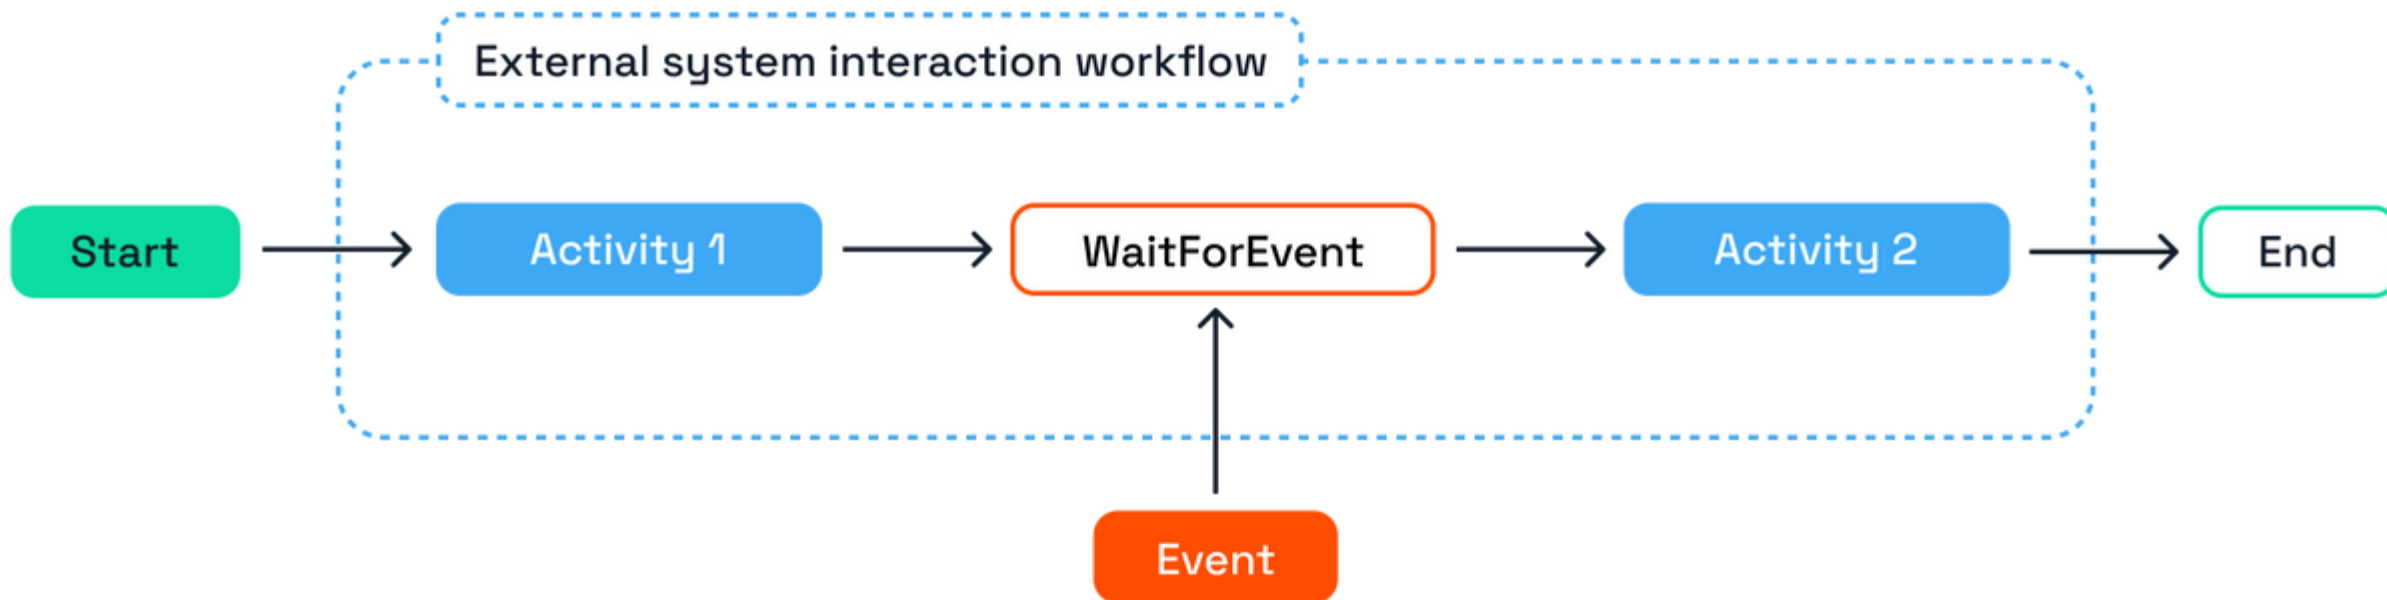 External system interaction workflow
Start
Activity 1
WaitForEvent
Activity 2
End
Event